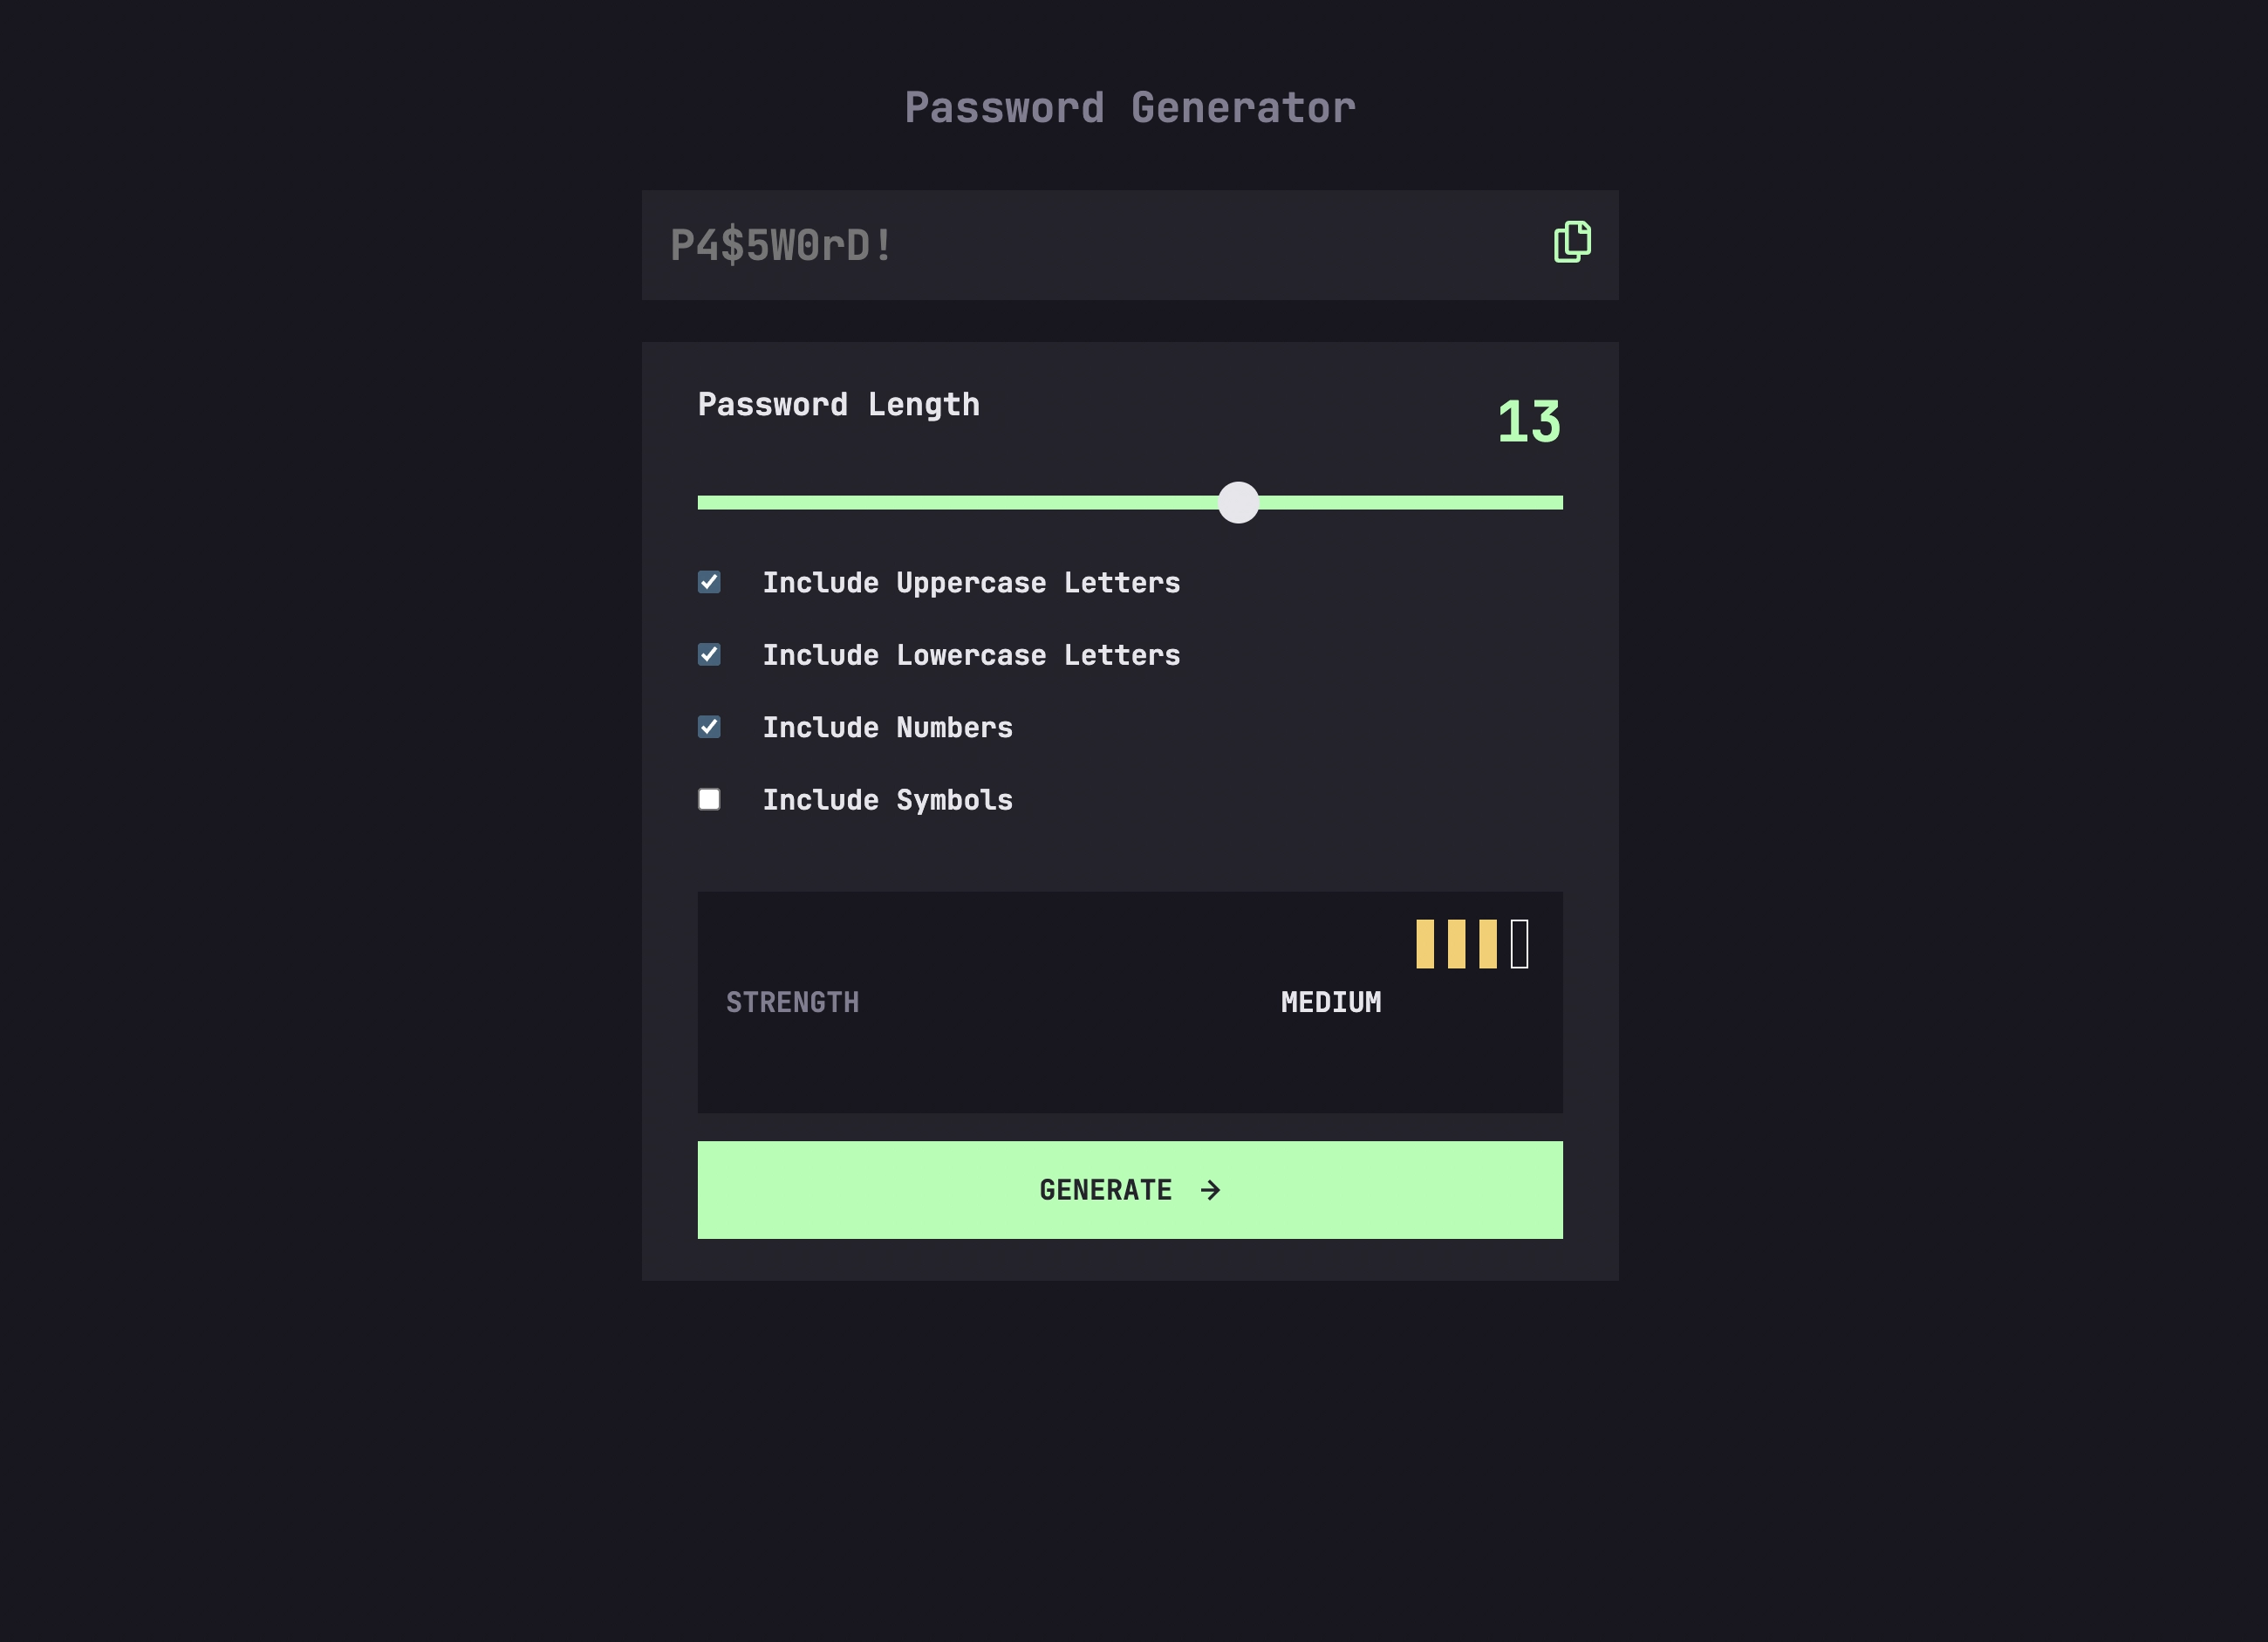 Password Generator
P4$5W0rD!
Password Length
13
Include Uppercase Letters
Include Lowercase Letters
Include Numbers
Include Symbols
STRENGTH
MEDIUM
GENERATE →